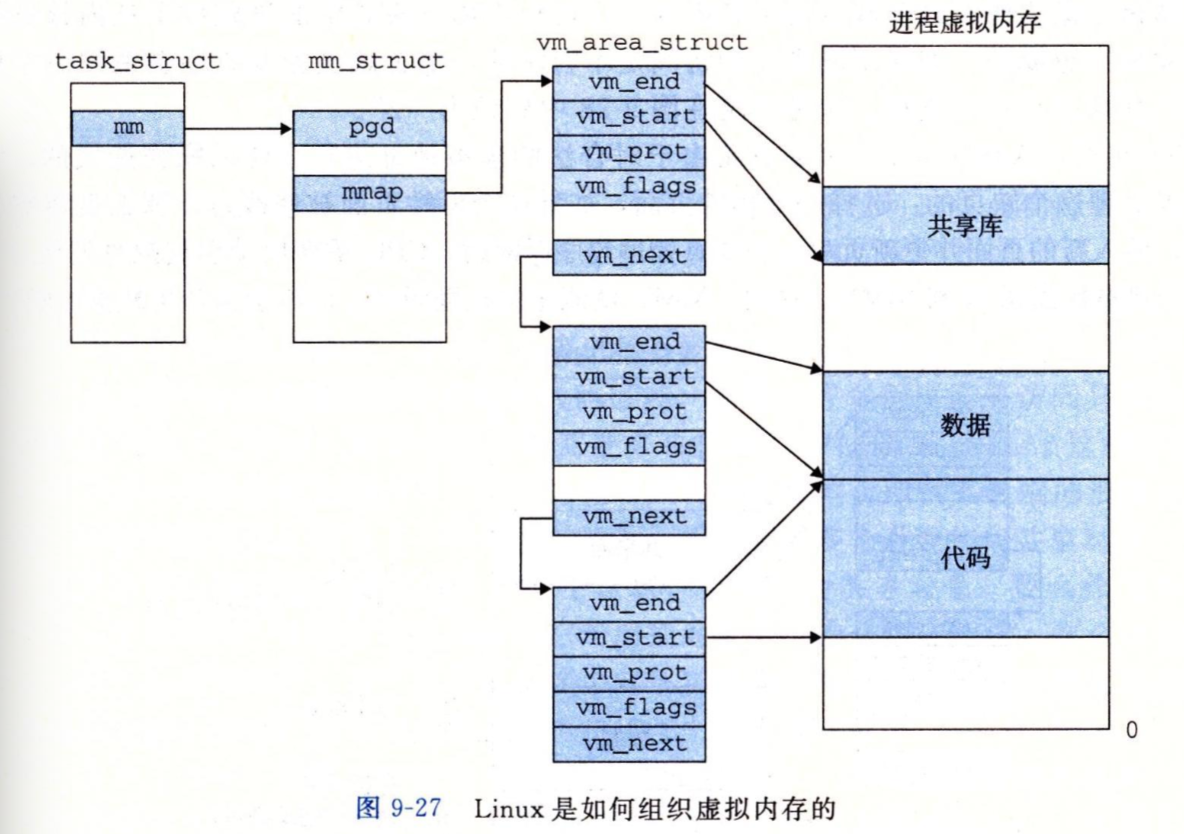 进程虚拟内存
task_struct
mm_struct
vm_area_struct
mm
pgd
mmap
vm_end
vm_start
vm_prot
vm_flags
vm_next
vm_end
vm_start
vm_prot
vm_flags
vm_next
vm_end
vm_start
vm_prot
vm_flags
vm_next
共享库
数据
代码
0
图 9-27 Linux 是如何组织虚拟内存的